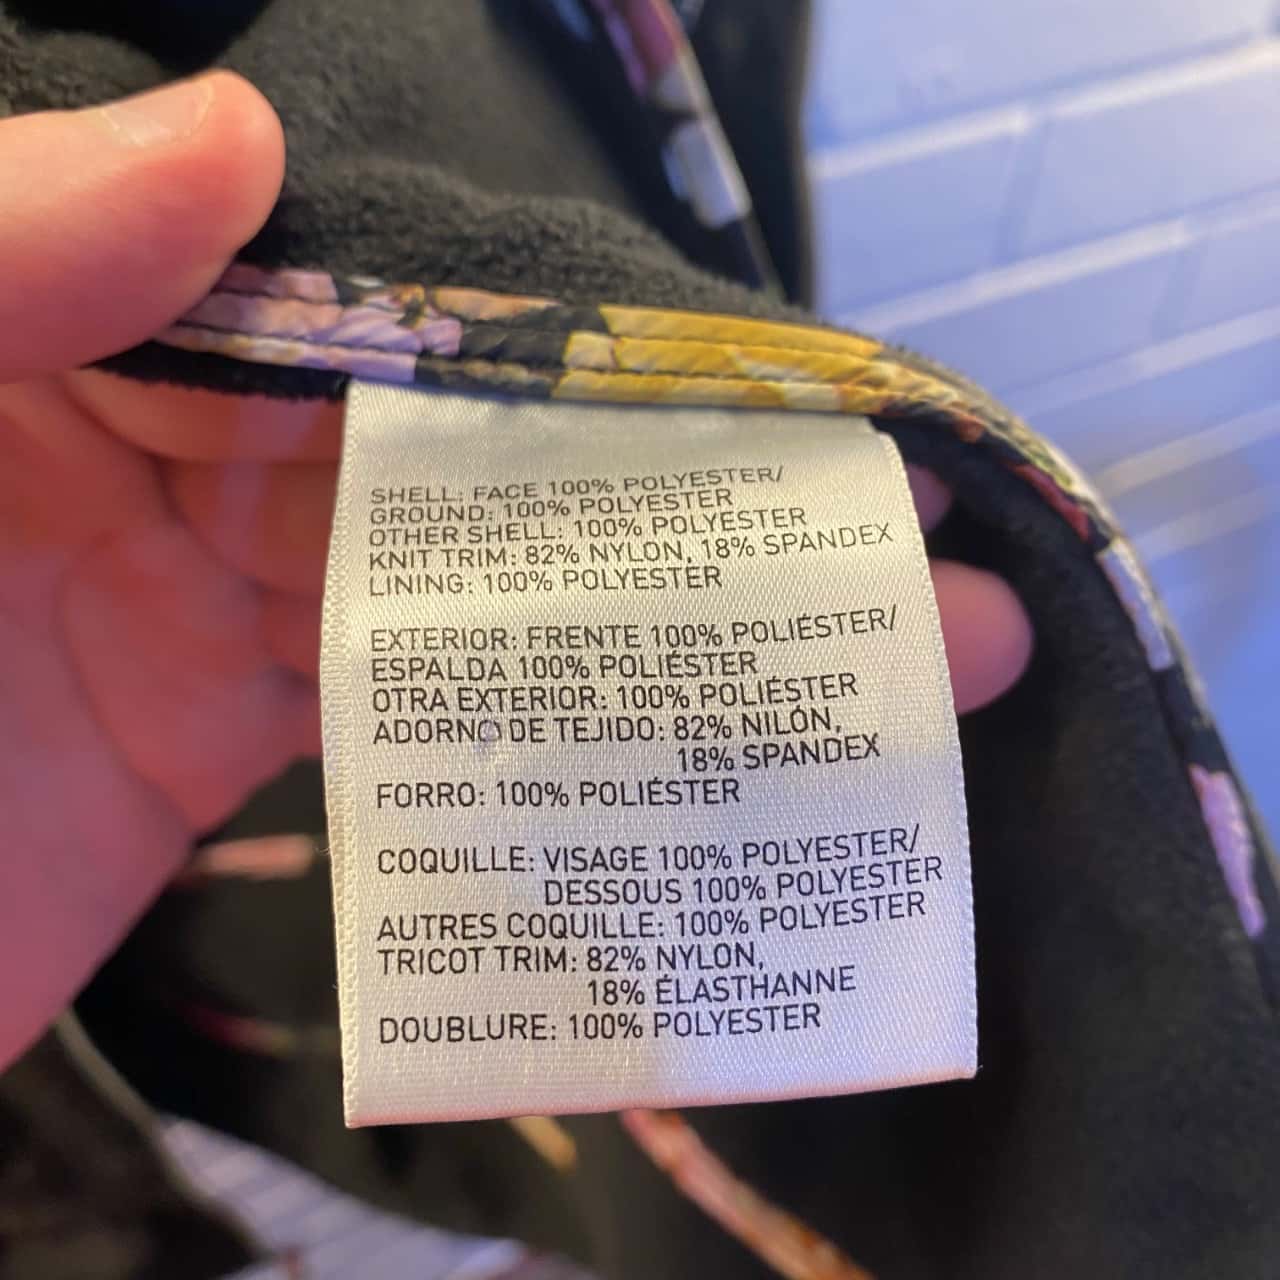 SHELL: FACE 100% POLYESTER/
GROUND: 100% POLYESTER
OTHER SHELL: 100% POLYESTER
KNIT TRIM: 82% NYLON, 18% SPANDEX
LINING: 100% POLYESTER
EXTERIOR: FRENTE 100% POLIÉSTER/
ESPALDA 100% POLIÉSTER
OTRA EXTERIOR: 100% POLIÉSTER
ADORNO DE TEJIDO: 82% NILÓN,
18% SPANDEX
FORRO: 100% POLIÉSTER
COQUILLE: VISAGE 100% POLYESTER/
DESSOUS 100% POLYESTER
AUTRES COQUILLE: 100% POLYESTER
TRICOT TRIM: 82% NYLON,
18% ÉLASTHANNE
DOUBLURE: 100% POLYESTER